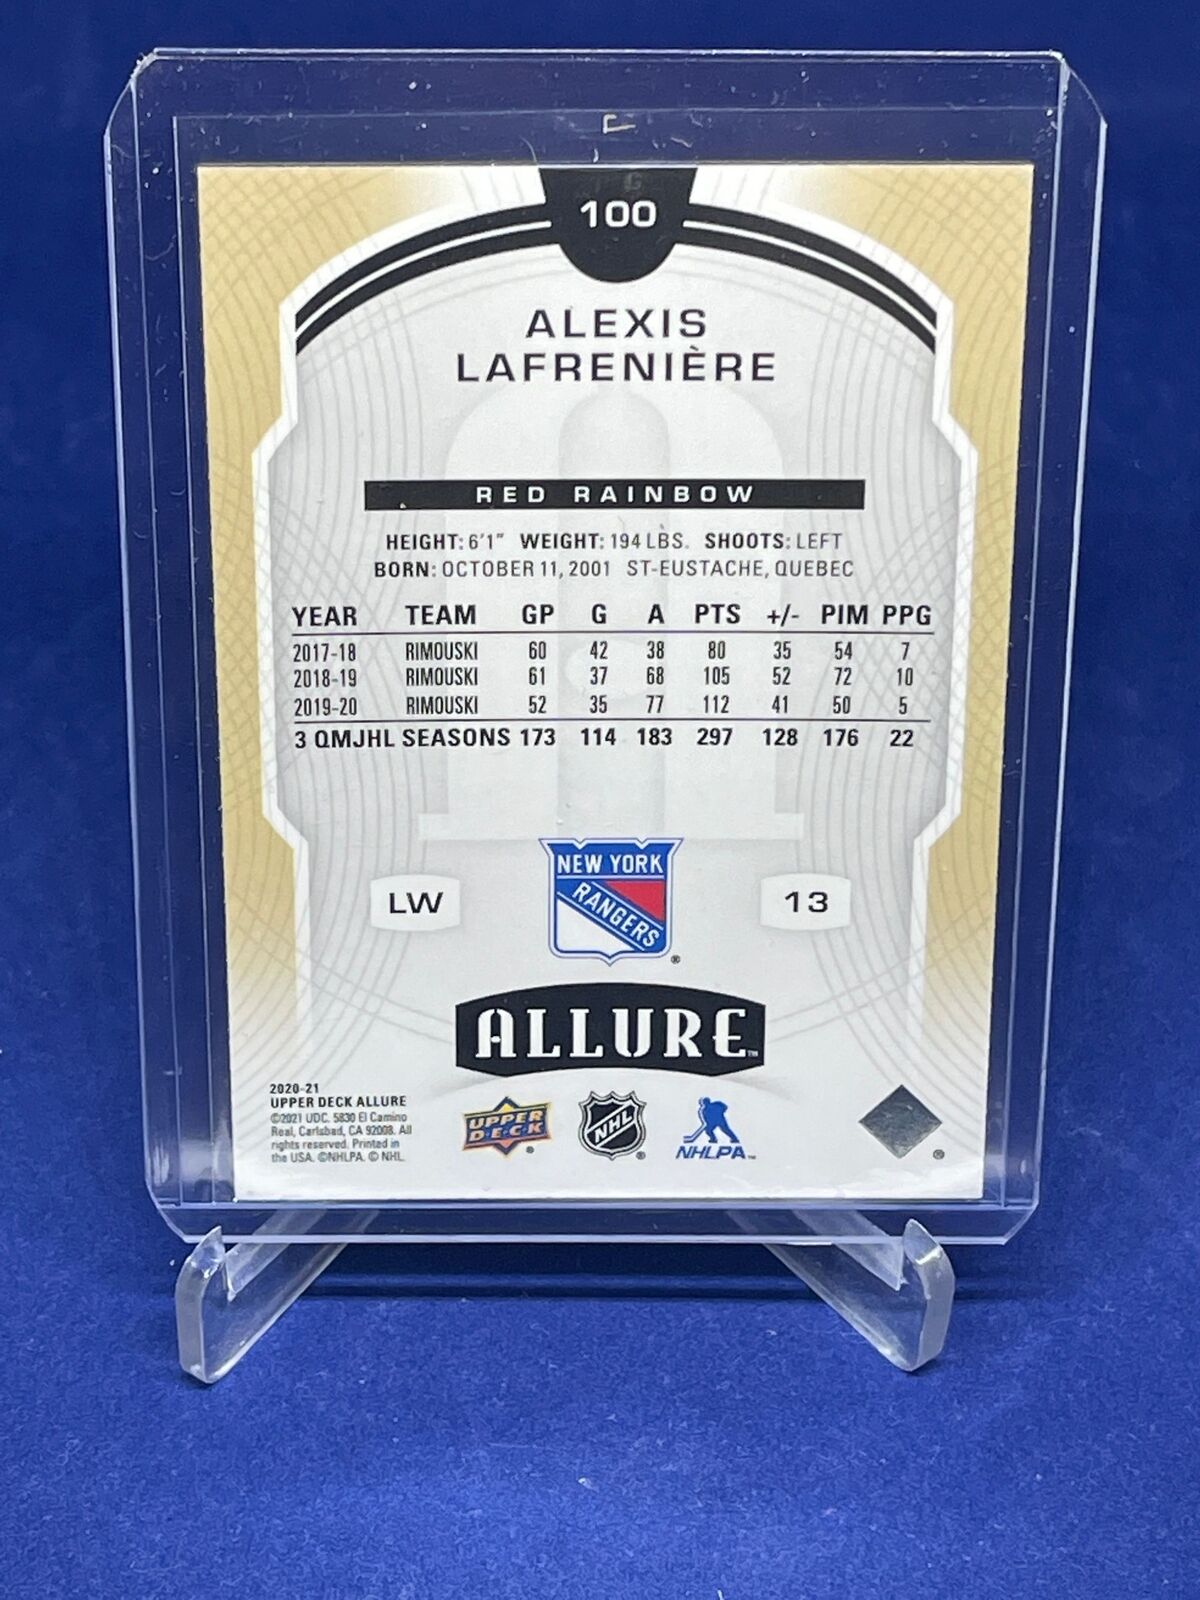 100
ALEXIS
LAFRENIÈRE
RED RAINBOW
HEIGHT: 6'1" WEIGHT: 194 LBS. SHOOTS: LEFT
BORN: OCTOBER 11, 2001 ST-EUSTACHE, QUEBEC
YEAR TEAM GP G A PTS +/- PIM PPG
2017-18 RIMOUSKI 60 42 38 80 35 54 7
2018-19 RIMOUSKI 61 37 68 105 52 72 10
2019-20 RIMOUSKI 52 35 77 112 41 50 5
3 QMJHL SEASONS 173 114 183 297 128 176 22
LW
NEW YORK
RANGERS
®
13
ALLURE™
2020-21
UPPER DECK ALLURE
©2021 UDC. 5830 El Camino
Real, Carlsbad, CA 92008. All
rights reserved. Printed in
the USA. ©NHLPA. © NHL.
UPPER
DECK ®
NHL ®
NHLPA™
®